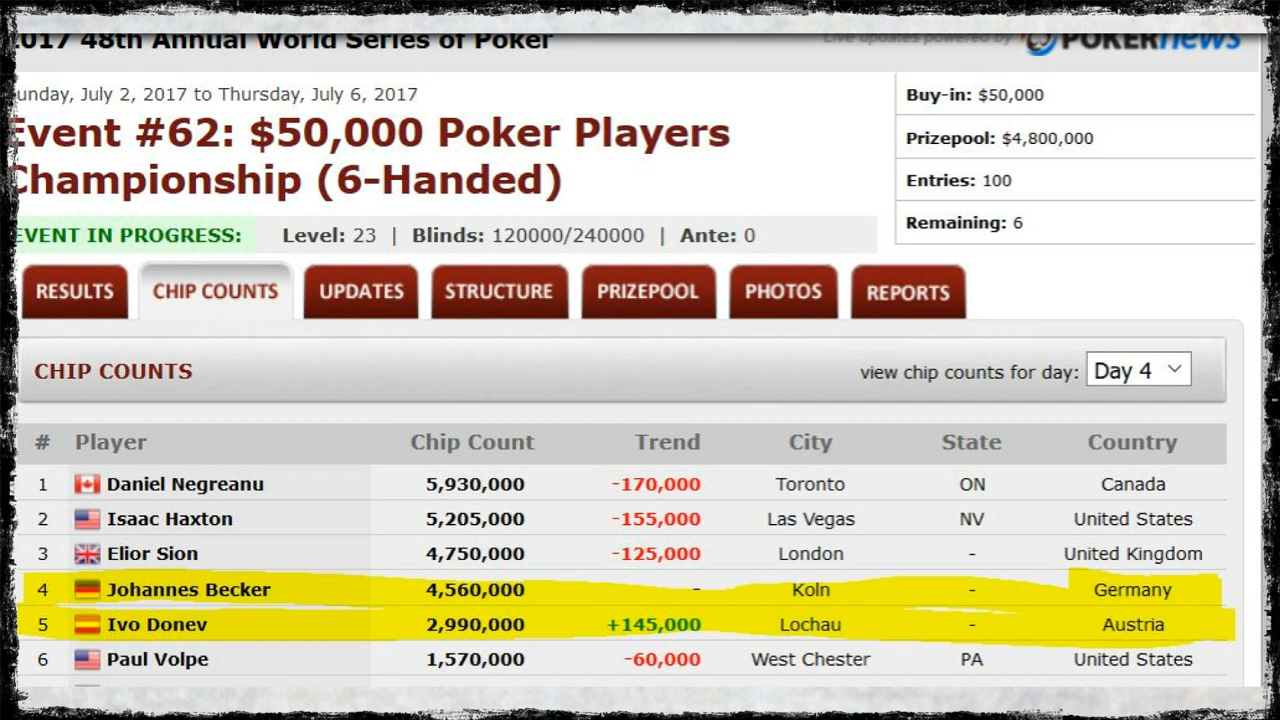 2017 48th Annual World Series of Poker
Live updates powered by POKERnews
unday, July 2, 2017 to Thursday, July 6, 2017
Event #62: $50,000 Poker Players
Championship (6-Handed)
Buy-in: $50,000
Prizepool: $4,800,000
Entries: 100
Remaining: 6
EVENT IN PROGRESS: Level: 23 | Blinds: 120000/240000 | Ante: 0
RESULTS CHIP COUNTS UPDATES STRUCTURE PRIZEPOOL PHOTOS REPORTS
CHIP COUNTS view chip counts for day: Day 4
# Player Chip Count Trend City State Country
1 Daniel Negreanu 5,930,000 -170,000 Toronto ON Canada
2 Isaac Haxton 5,205,000 -155,000 Las Vegas NV United States
3 Elior Sion 4,750,000 -125,000 London - United Kingdom
4 Johannes Becker 4,560,000 - Koln - Germany
5 Ivo Donev 2,990,000 +145,000 Lochau - Austria
6 Paul Volpe 1,570,000 -60,000 West Chester PA United States